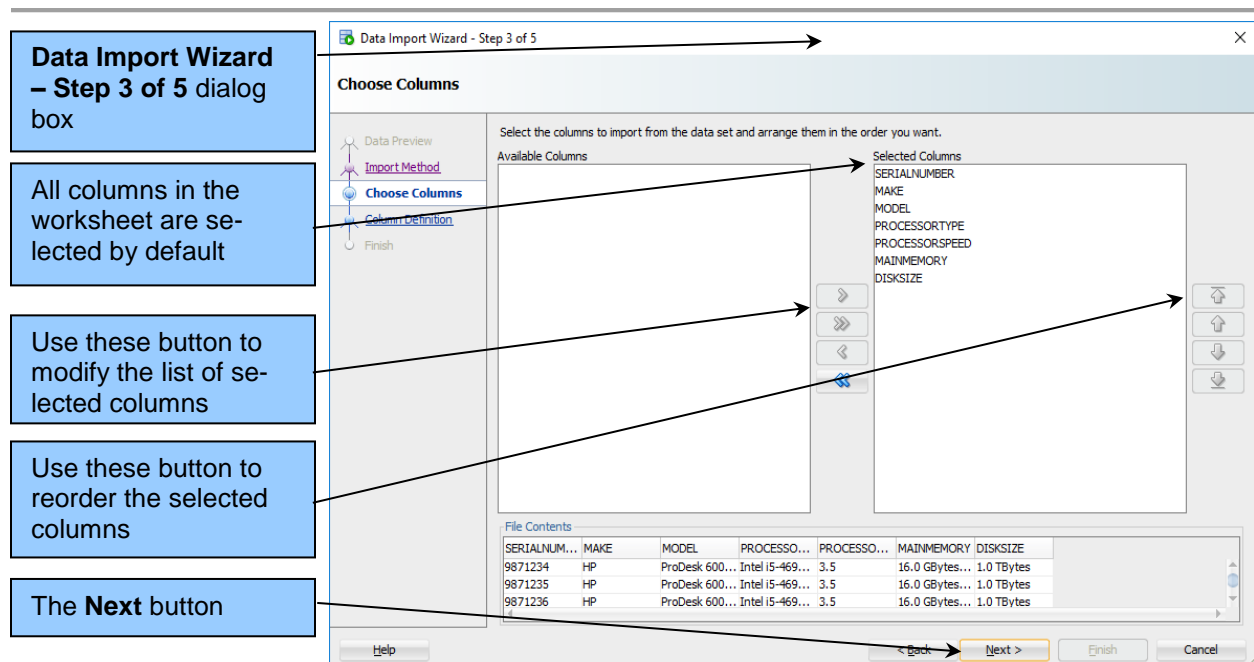 Data Import Wizard
– Step 3 of 5 dialog
box
All columns in the
worksheet are se-
lected by default
Use these button to
modify the list of se-
lected columns
Use these button to
reorder the selected
columns
The Next button
Data Import Wizard - Step 3 of 5
Choose Columns
Data Preview
Import Method
Choose Columns
Column Definition
Finish
Select the columns to import from the data set and arrange them in the order you want.
Available Columns
Selected Columns
SERIALNUMBER
MAKE
MODEL
PROCESSORTYPE
PROCESSORSPEED
MAINMEMORY
DISKSIZE
File Contents
SERIALNUM... MAKE MODEL PROCESSO... PROCESSO... MAINMEMORY DISKSIZE
9871234 HP ProDesk 600... Intel i5-469... 3.5 16.0 GBytes... 1.0 TBytes
9871235 HP ProDesk 600... Intel i5-469... 3.5 16.0 GBytes... 1.0 TBytes
9871236 HP ProDesk 600... Intel i5-469... 3.5 16.0 GBytes... 1.0 TBytes
Help < Back Next > Finish Cancel